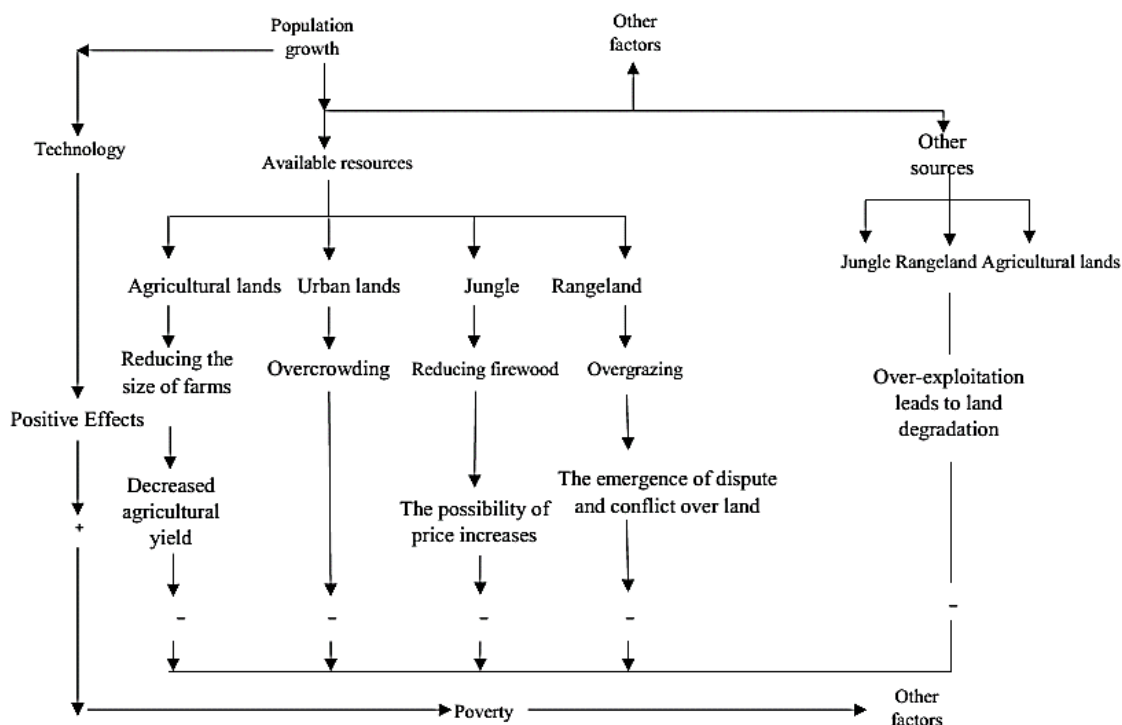 Population
growth
Other
factors
Technology
Available resources
Other
sources
Agricultural lands
Urban lands
Jungle
Rangeland
Jungle Rangeland Agricultural lands
Reducing the
size of farms
Overcrowding
Reducing firewood
Overgrazing
Over-exploitation
leads to land
degradation
Positive Effects
Decreased
agricultural
yield
The possibility of
price increases
The emergence of dispute
and conflict over land
+
-
-
-
-
-
Poverty
Other
factors